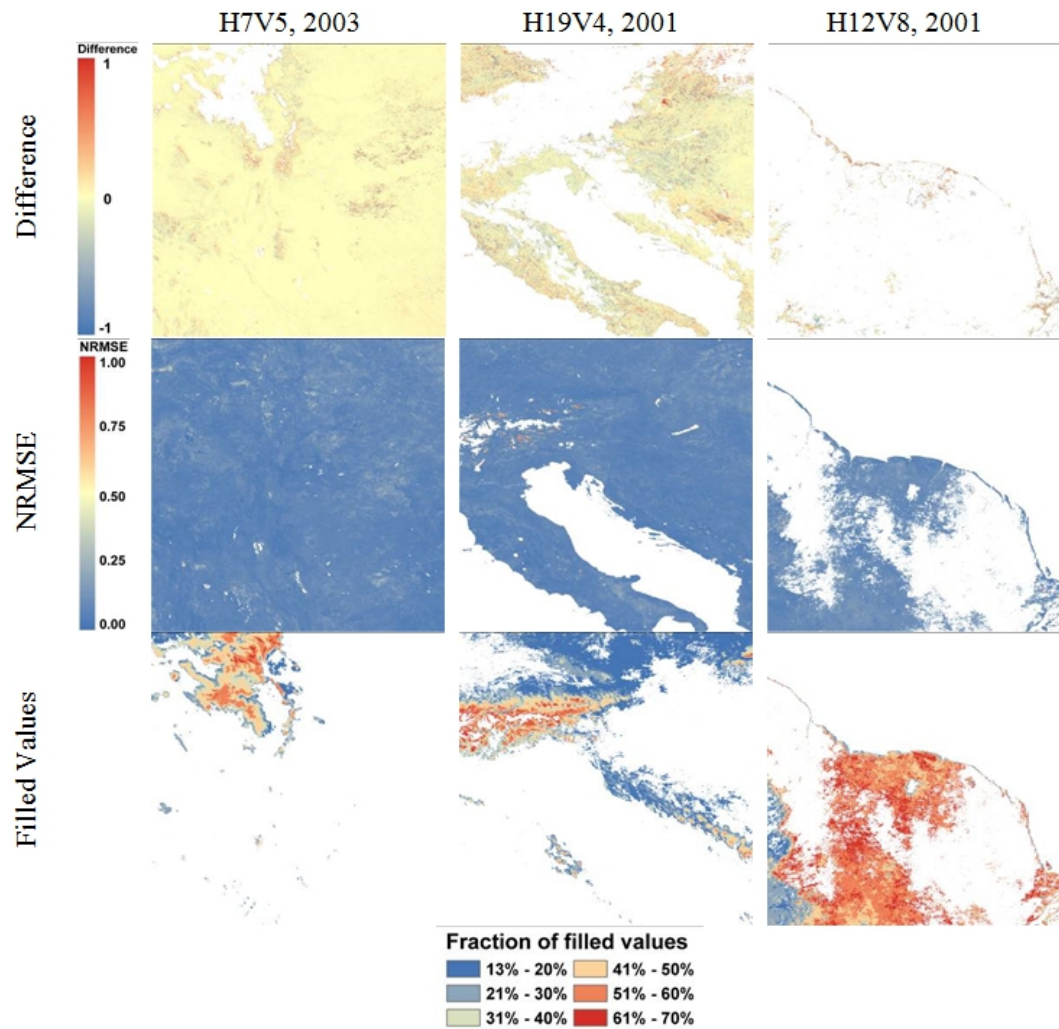 H7V5, 2003
H19V4, 2001
H12V8, 2001
Difference
Difference
1
0
-1
NRMSE
NRMSE
1.00
0.75
0.50
0.25
0.00
Filled Values
Fraction of filled values
13% - 20%
41% - 50%
21% - 30%
51% - 60%
31% - 40%
61% - 70%